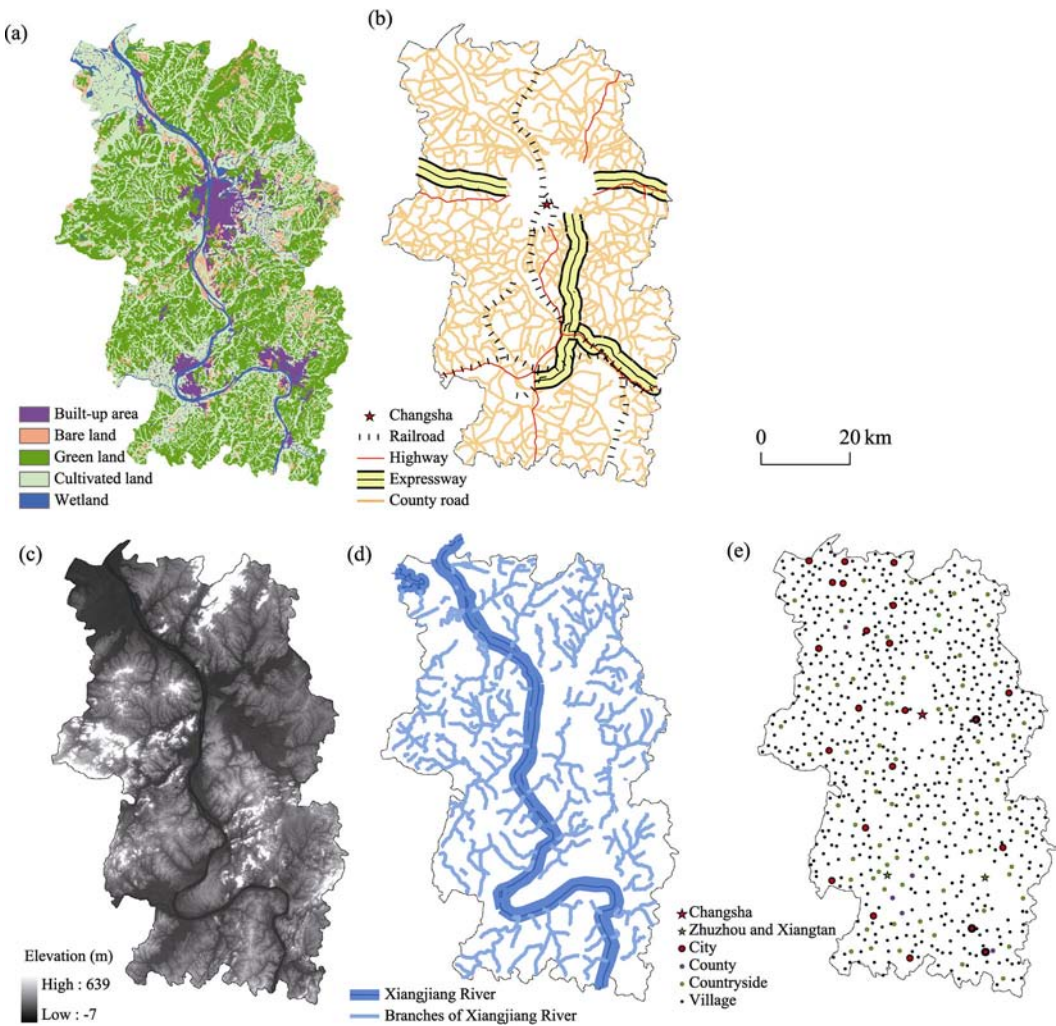 (a)
Built-up area
Bare land
Green land
Cultivated land
Wetland
(b)
Changsha
Railroad
Highway
Expressway
County road
0 20 km
(c)
Elevation (m)
High : 639
Low : -7
(d)
Xiangjiang River
Branches of Xiangjiang River
(e)
Changsha
Zhuzhou and Xiangtan
City
County
Countryside
Village